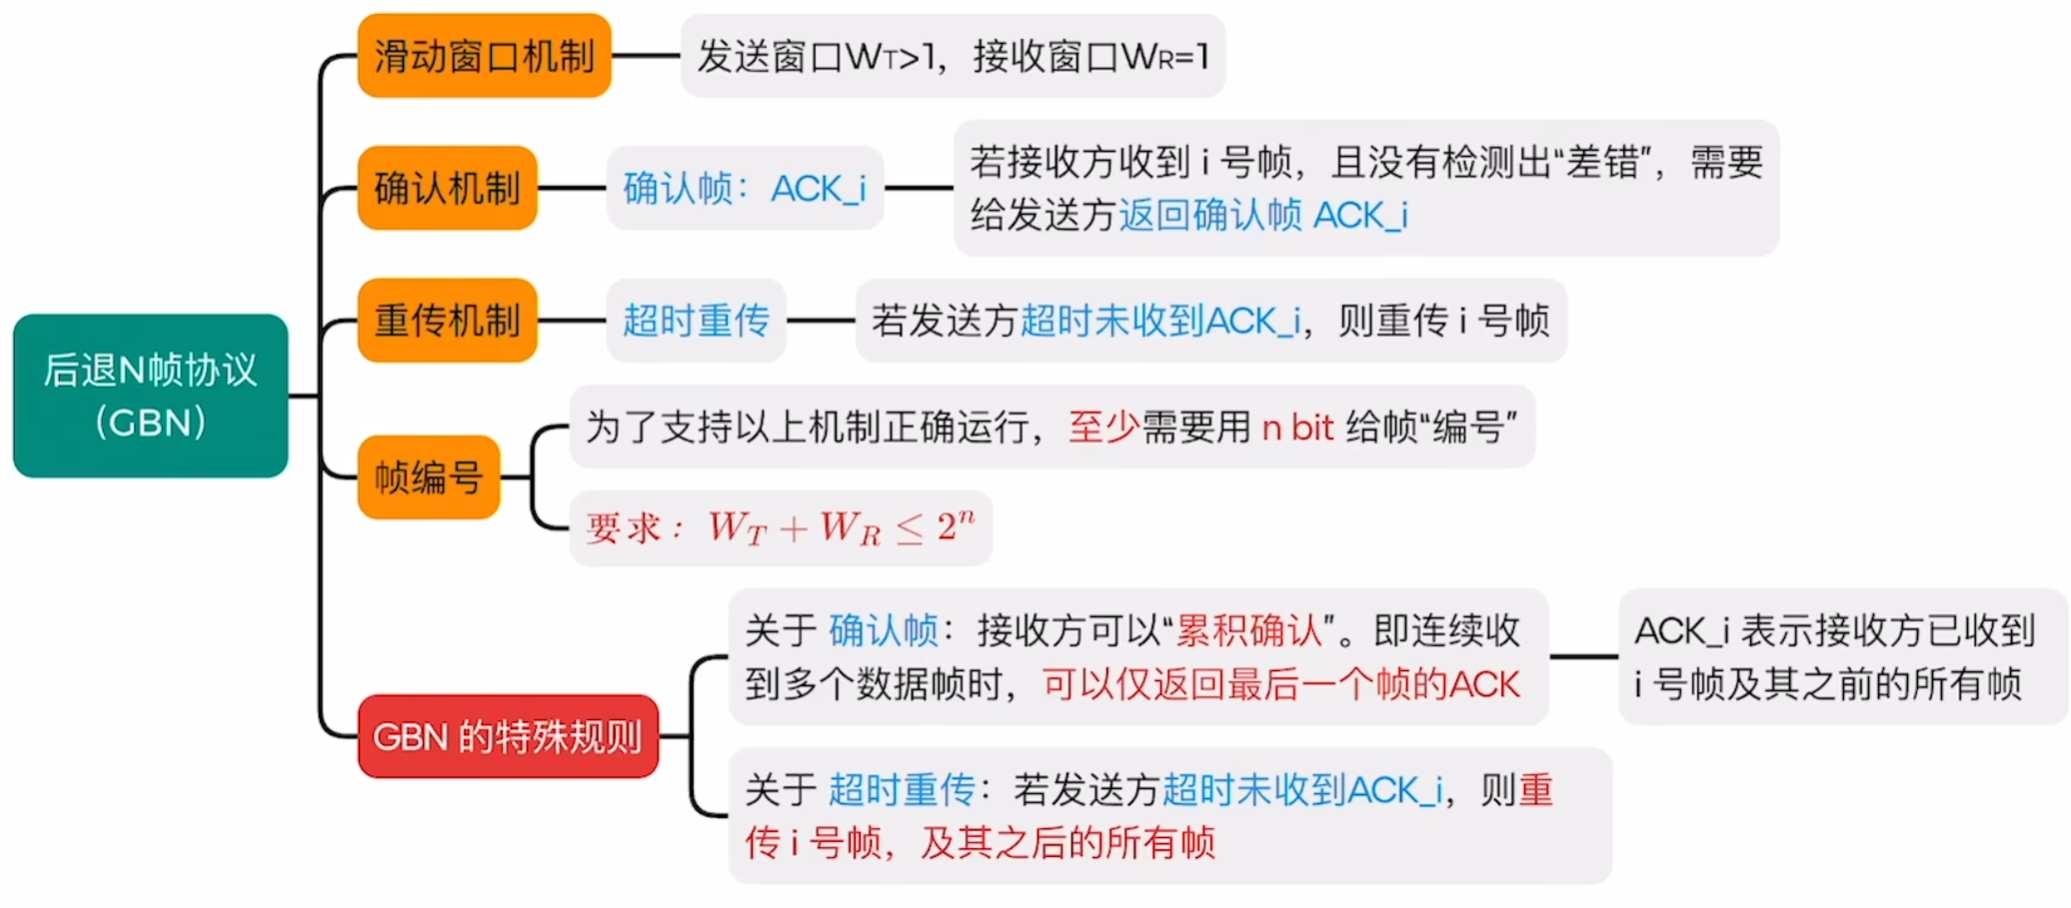 后退N帧协议
（GBN）
滑动窗口机制
发送窗口WT>1，接收窗口WR=1
确认机制
确认帧：ACK_i
若接收方收到 i 号帧，且没有检测出“差错”，需要
给发送方返回确认帧 ACK_i
重传机制
超时重传
若发送方超时未收到ACK_i，则重传 i 号帧
帧编号
为了支持以上机制正确运行，至少需要用 n bit 给帧“编号”
要求：W_T + W_R ≤ 2^n
GBN 的特殊规则
关于 确认帧：接收方可以“累积确认”。即连续收
到多个数据帧时，可以仅返回最后一个帧的ACK
ACK_i 表示接收方已收到
i 号帧及其之前的所有帧
关于 超时重传：若发送方超时未收到ACK_i，则重
传 i 号帧，及其之后的所有帧